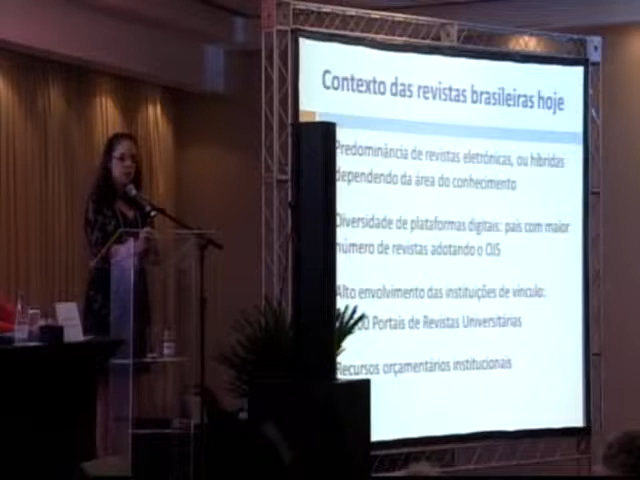 Contexto das revistas brasileiras hoje
Predominância de revistas eletrônicas, ou híbridas
dependendo da área do conhecimento
Diversidade de plataformas digitais: país com maior
número de revistas adotando o OJS
Alto envolvimento das instituições de vínculo:
Portais de Revistas Universitárias
Recursos orçamentários institucionais